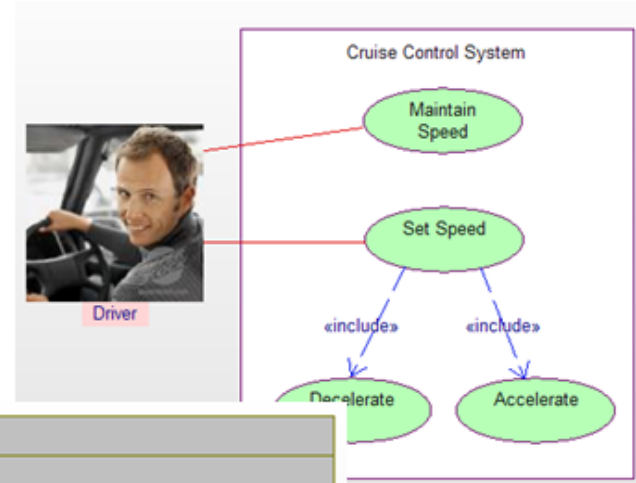 Cruise Control System
Maintain
Speed
Set Speed
Driver
«include»
«include»
Decelerate
Accelerate